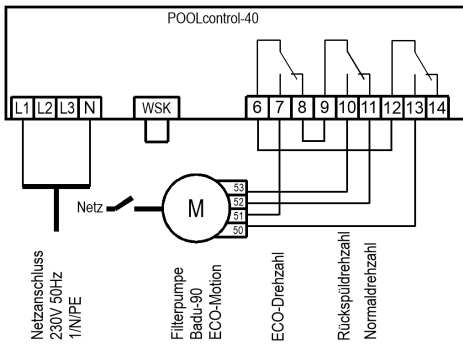 POOLcontrol-40
L1 L2 L3 N
WSK
6 7 8 9 10 11 12 13 14
Netz
M
53
52
51
50
Netzanschluss
230V 50Hz
1/N/PE
Filterpumpe
Badu-90
ECO-Motion
ECO-Drehzahl
Rückspüldrehzahl
Normaldrehzahl